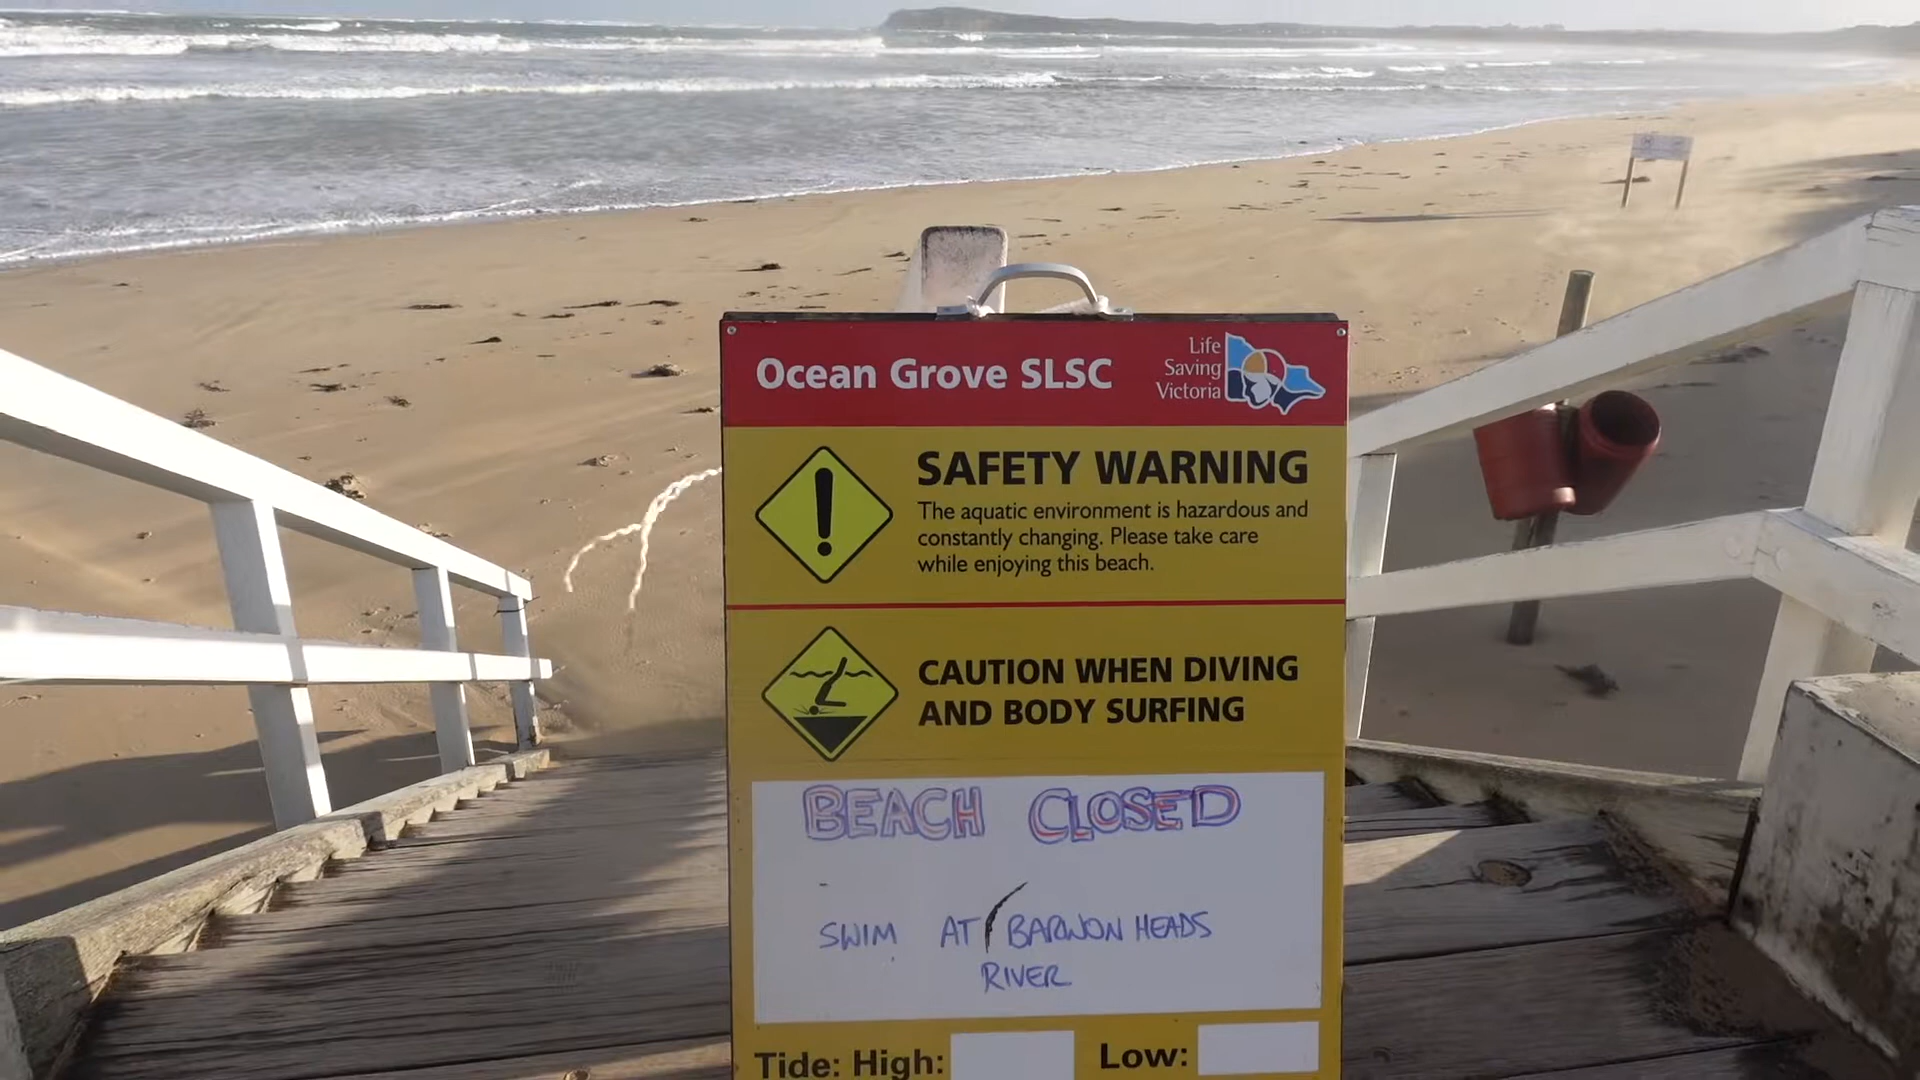 Ocean Grove SLSC
Life
Saving
Victoria
SAFETY WARNING
The aquatic environment is hazardous and
constantly changing. Please take care
while enjoying this beach.
CAUTION WHEN DIVING
AND BODY SURFING
BEACH CLOSED
SWIM AT BARWON HEADS
RIVER
Tide: High: Low: